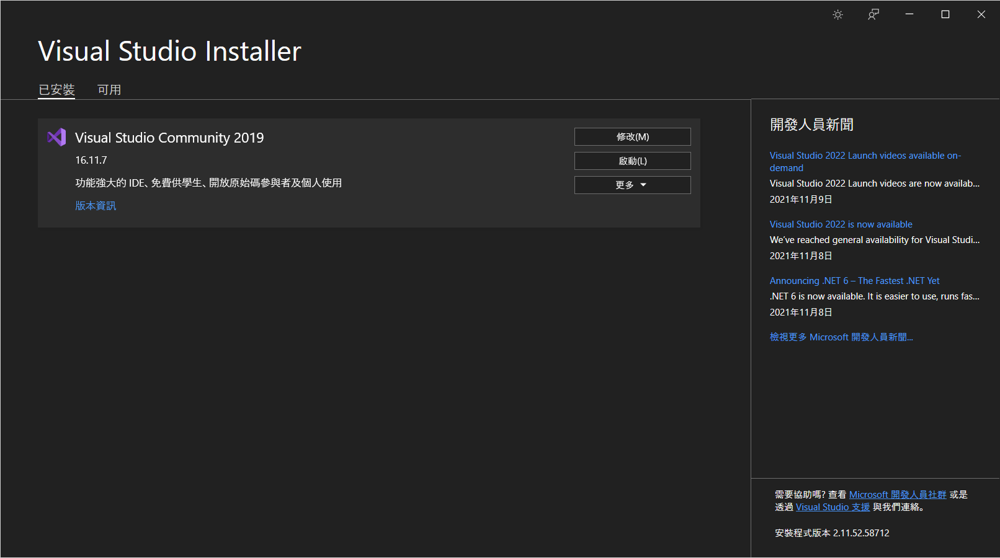 Visual Studio Installer
已安裝
可用
Visual Studio Community 2019
16.11.7
功能強大的 IDE、免費供學生、開放原始碼參與者及個人使用
版本資訊
修改(M)
啟動(L)
更多
開發人員新聞
Visual Studio 2022 Launch videos available on-
demand
Visual Studio 2022 Launch videos are now availab...
2021年11月9日
Visual Studio 2022 is now available
We've reached general availability for Visual Studi...
2021年11月8日
Announcing .NET 6 – The Fastest .NET Yet
.NET 6 is now available. It is easier to use, runs fas...
2021年11月8日
檢視更多 Microsoft 開發人員新聞...
需要協助嗎? 查看 Microsoft 開發人員社群 或是
透過 Visual Studio 支援 與我們連絡。
安裝程式版本 2.11.52.58712